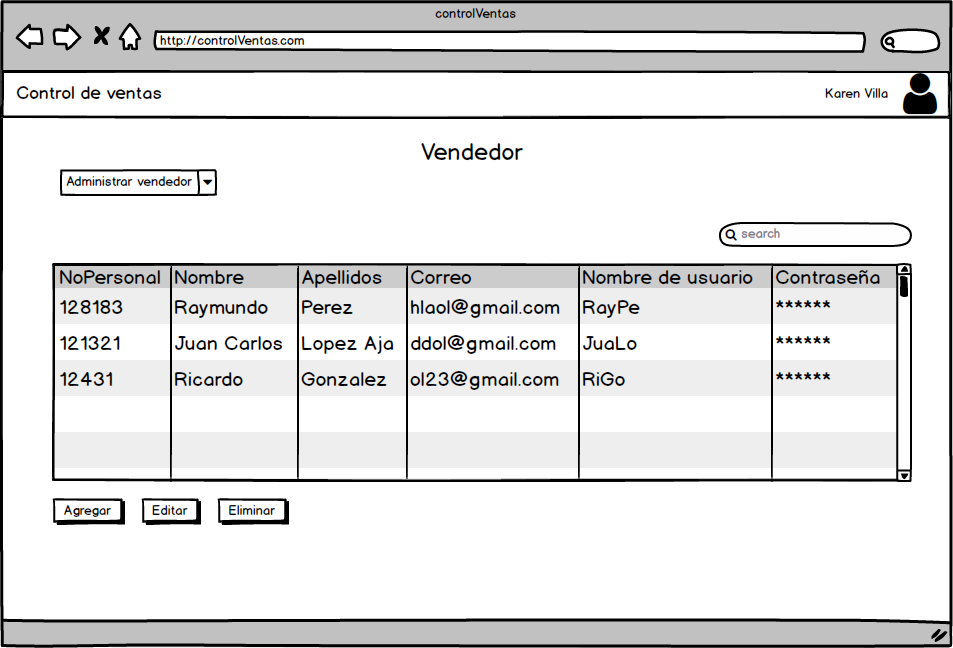 controlVentas
http://controlVentas.com
Control de ventas
Karen Villa
Vendedor
Administrar vendedor
search
NoPersonal Nombre Apellidos Correo Nombre de usuario Contraseña
128183 Raymundo Perez hlaol@gmail.com RayPe ******
121321 Juan Carlos Lopez Aja ddol@gmail.com JuaLo ******
12431 Ricardo Gonzalez ol23@gmail.com RiGo ******
Agregar Editar Eliminar